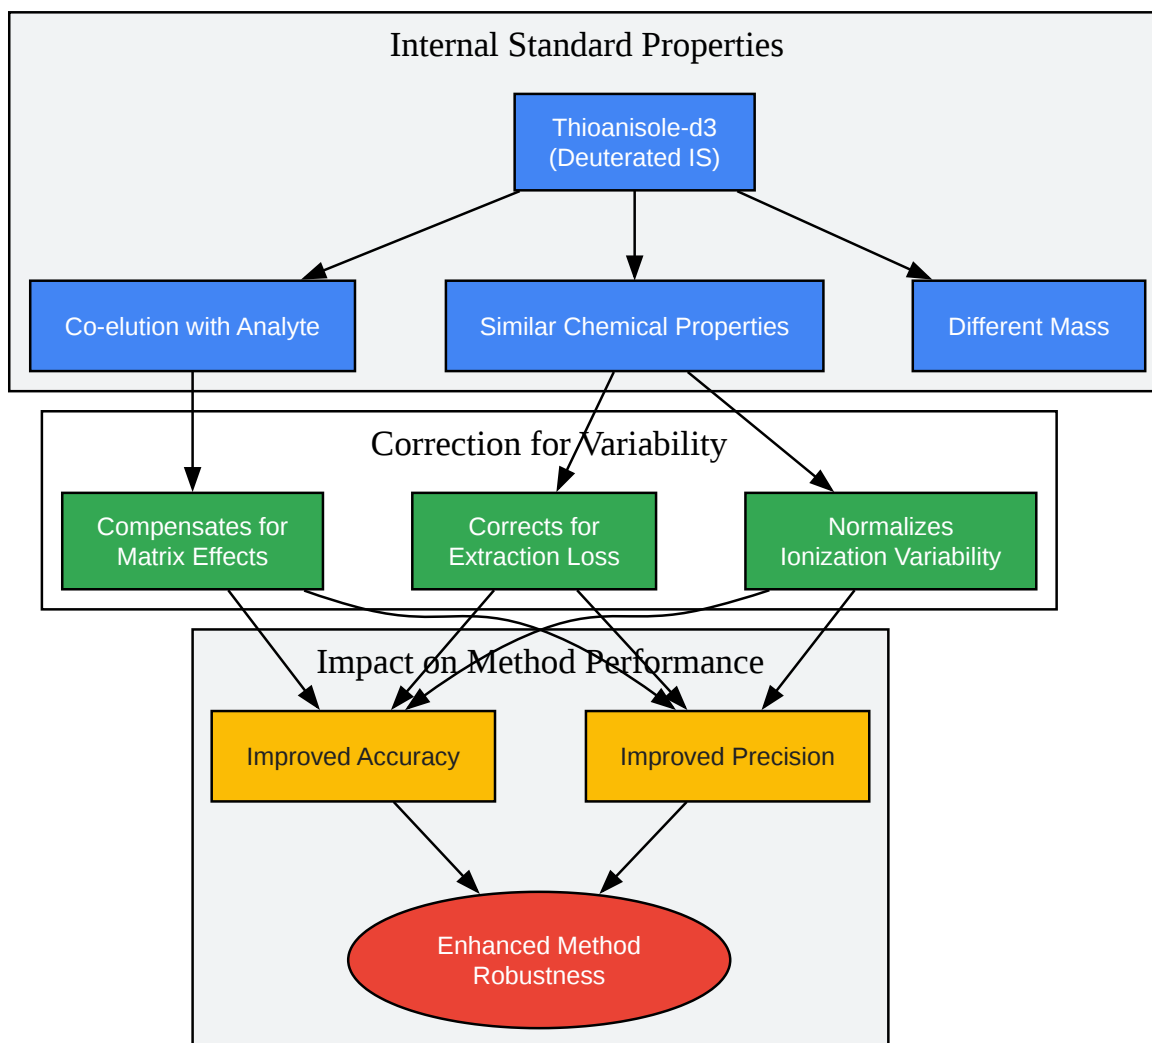 Internal Standard Properties
Thioanisole-d3
(Deuterated IS)
Co-elution with Analyte
Similar Chemical Properties
Different Mass
Correction for Variability
Compensates for
Matrix Effects
Corrects for
Extraction Loss
Normalizes
Ionization Variability
Impact on Method Performance
Improved Accuracy
Improved Precision
Enhanced Method
Robustness